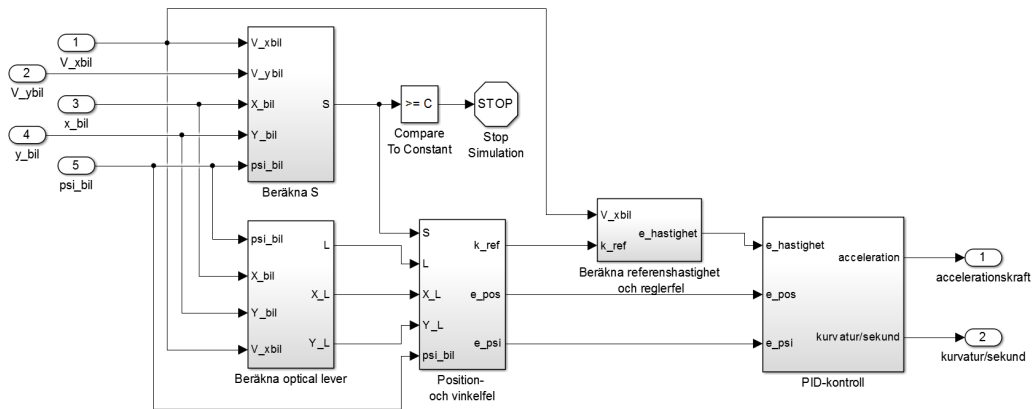 1
V_xbil
2
V_ybil
3
x_bil
4
y_bil
5
psi_bil
V_xbil
V_ybil
X_bil
Y_bil
psi_bil
S
Beräkna S
>= C
Compare
To Constant
STOP
Stop
Simulation
psi_bil
X_bil
Y_bil
V_xbil
L
X_L
Y_L
Beräkna optical lever
S
L
X_L
Y_L
psi_bil
k_ref
e_pos
e_psi
Position-
och vinkelfel
V_xbil
k_ref
e_hastighet
Beräkna referenshastighet
och reglerfel
e_hastighet
e_pos
e_psi
acceleration
kurvatur/sekund
PID-kontroll
1
accelerationskraft
2
kurvatur/sekund